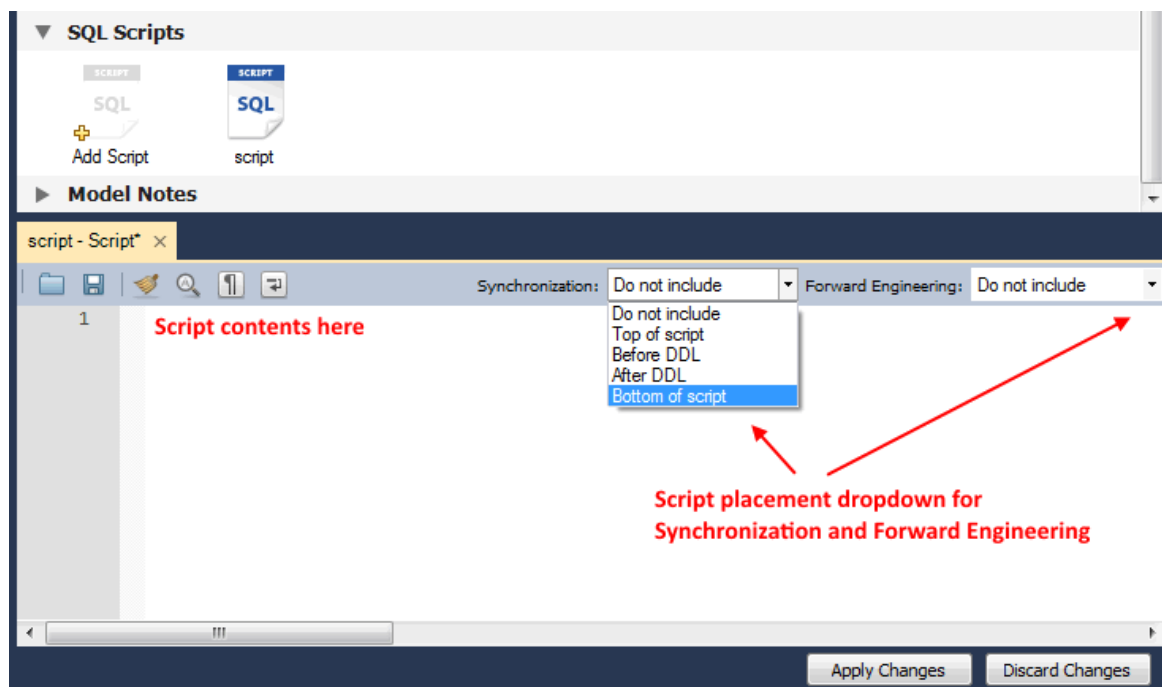 SQL Scripts
SCRIPT SCRIPT
SQL SQL
Add Script script
Model Notes
script - Script*
Synchronization: Do not include Forward Engineering: Do not include
1 Script contents here
Do not include
Top of script
Before DDL
After DDL
Bottom of script
Script placement dropdown for
Synchronization and Forward Engineering
Apply Changes Discard Changes